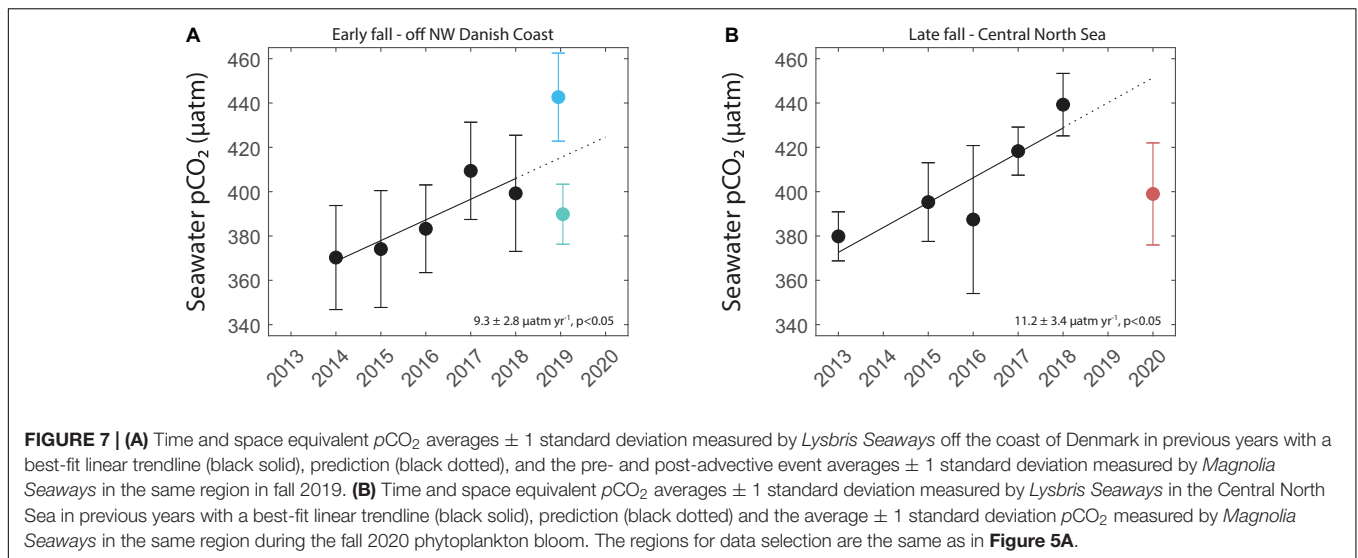 A
Early fall - off NW Danish Coast
Seawater pCO₂ (µatm)
460
440
420
400
380
360
340
9.3 ± 2.8 µatm yr⁻¹, p<0.05
2013
2014
2015
2016
2017
2018
2019
2020
B
Late fall - Central North Sea
Seawater pCO₂ (µatm)
460
440
420
400
380
360
340
11.2 ± 3.4 µatm yr⁻¹, p<0.05
2013
2014
2015
2016
2017
2018
2019
2020
FIGURE 7 | (A) Time and space equivalent pCO₂ averages ± 1 standard deviation measured by Lysbris Seaways off the coast of Denmark in previous years with a
best-fit linear trendline (black solid), prediction (black dotted), and the pre- and post-advective event averages ± 1 standard deviation measured by Magnolia
Seaways in the same region in fall 2019. (B) Time and space equivalent pCO₂ averages ± 1 standard deviation measured by Lysbris Seaways in the Central North
Sea in previous years with a best-fit linear trendline (black solid), prediction (black dotted) and the average ± 1 standard deviation pCO₂ measured by Magnolia
Seaways in the same region during the fall 2020 phytoplankton bloom. The regions for data selection are the same as in Figure 5A.